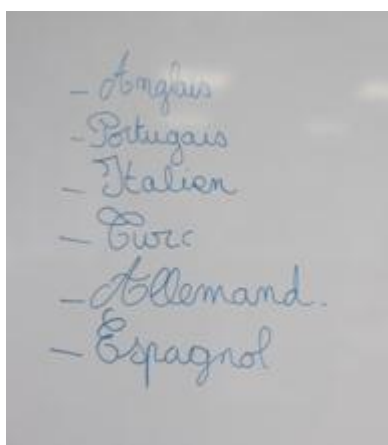 - Anglais
- Portugais
- Italien
- Turc
- Allemand.
- Espagnol